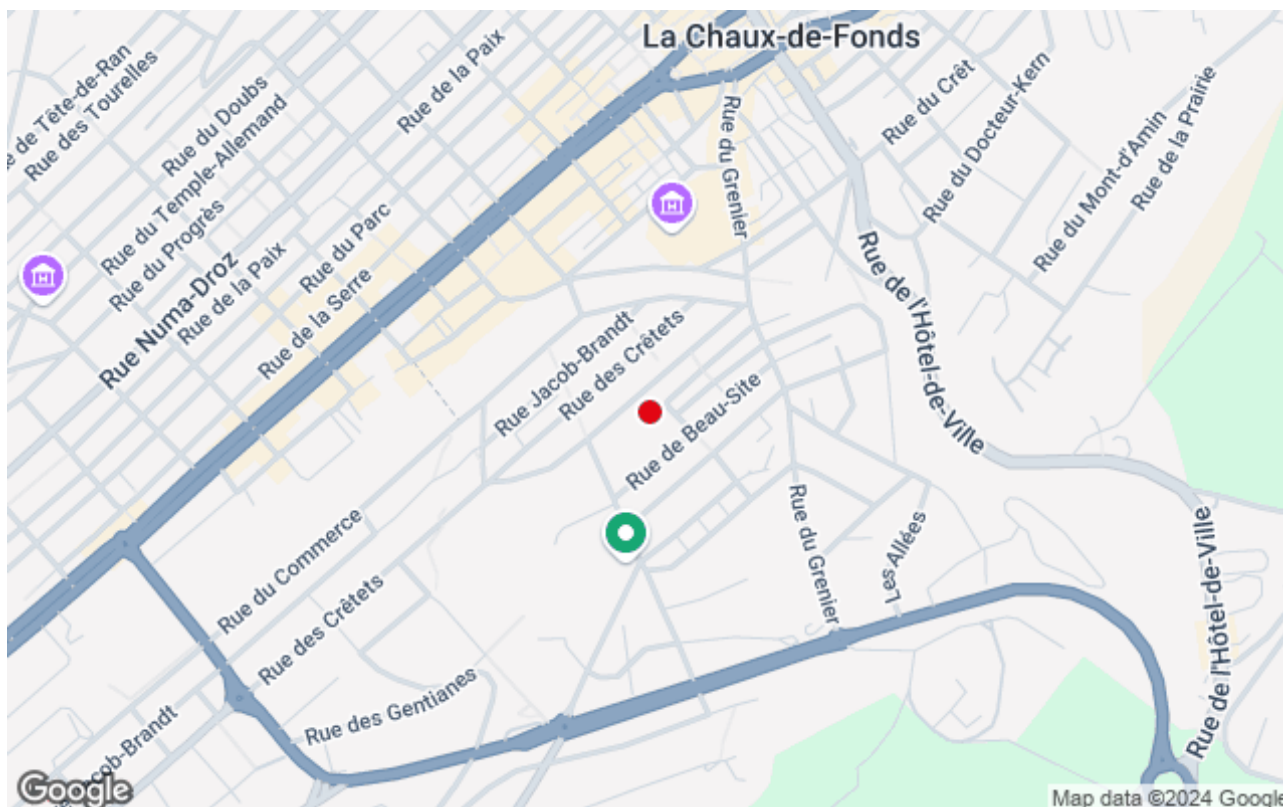 La Chaux-de-Fonds
Rue de la Paix
Rue du Doubs
e de Tête-de-Ran
Rue des Tourelles
Rue du Temple-Allemand
Rue du Progrès
Rue du Parc
Rue de la Paix
Rue Numa-Droz
Rue de la Serre
Rue du Grenier
Rue du Crêt
Rue du Docteur-Kern
Rue du Mont-d'Amin
Rue de la Prairie
Rue de l'Hôtel-de-Ville
Rue Jacob-Brandt
Rue des Crêtets
Rue de Beau-Site
Rue du Grenier
Les Allées
Rue de l'Hôtel-de-Ville
Rue du Commerce
Rue des Crêtets
Rue des Gentianes
Jacob-Brandt
Google
Map data ©2024 Google